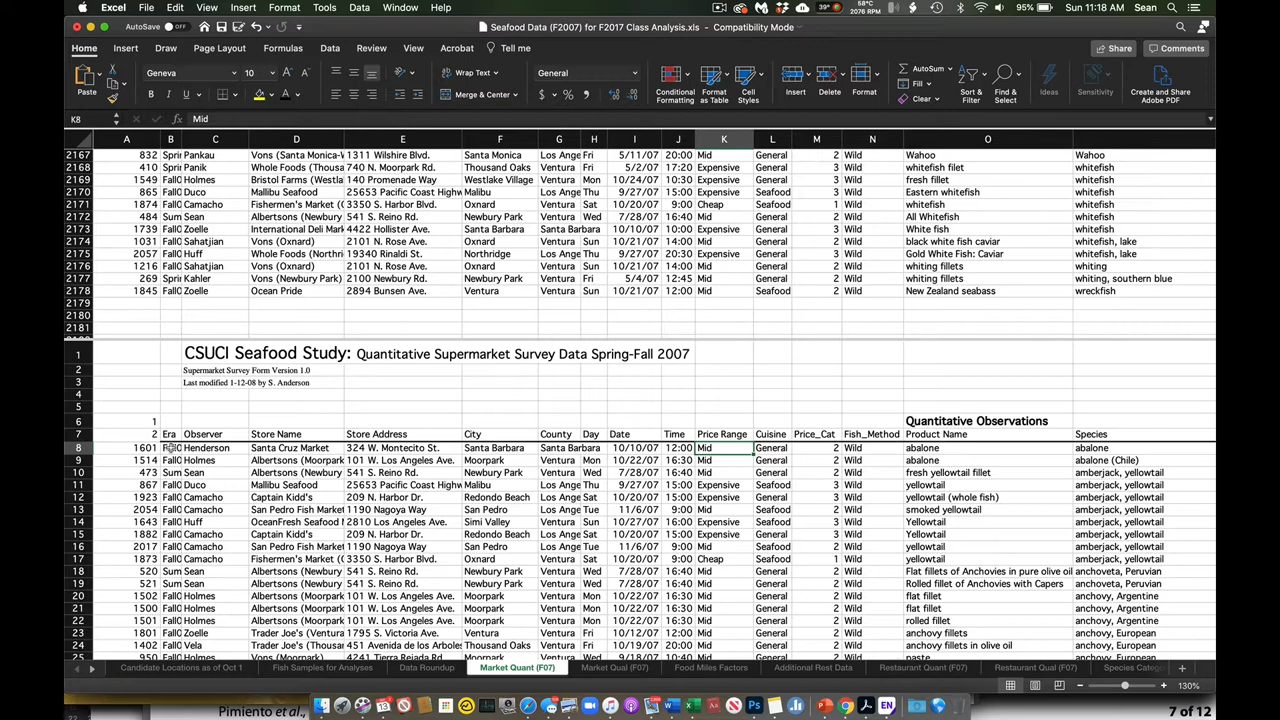 Excel File Edit View Insert Format Tools Data Window Help 39° 58°C 2076 RPM 95% Sun 11:18 AM Sean
AutoSave OFF Seafood Data (F2007) for F2017 Class Analysis.xls - Compatibility Mode
Home Insert Draw Page Layout Formulas Data Review View Acrobat Tell me Share Comments
Paste Geneva 10 Wrap Text General Conditional Formatting Format as Table Cell Styles Insert Delete Format AutoSum Sort & Filter Find & Select Ideas Sensitivity Create and Share Adobe PDF
B I U Merge & Center $ % Fill Clear
K8 fx Mid
A B C D E F G H I J K L M N O
2167 832 Spri Pankau Vons (Santa Monica-W 1311 Wilshire Blvd. Santa Monica Los Ange Fri 5/11/07 20:00 Mid General 2 Wild Wahoo Wahoo
2168 410 Spri Panik Whole Foods (Thousa 740 N. Moorpark Rd. Thousand Oaks Ventura Wed 5/2/07 17:20 Expensive General 3 Wild whitefish filet whitefish
2169 1549 Fall0 Holmes Bristol Farms (Westla 140 Promenade Way Westlake Village Ventura Mon 10/24/07 10:30 Expensive General 3 Wild fresh fillet whitefish
2170 865 Fall0 Duco Mallibu Seafood 25653 Pacific Coast Highw Malibu Los Ange Thu 9/27/07 15:00 Expensive Seafood 3 Wild Eastern whitefish whitefish
2171 1874 Fall0 Camacho Fishermen's Market ( 3350 S. Harbor Blvd. Oxnard Ventura Sat 10/20/07 9:00 Cheap Seafood 1 Wild whitefish whitefish
2172 484 Sum Sean Albertsons (Newbury 541 S. Reino Rd. Newbury Park Ventura Wed 7/28/07 16:40 Mid General 2 Wild All Whitefish whitefish
2173 1739 Fall0 Zoelle International Deli Mar 4422 Hollister Ave. Santa Barbara Santa Barbara 10/10/07 10:00 Expensive General 3 Wild White fish whitefish
2174 1031 Fall0 Sahatjian Vons (Oxnard) 2101 N. Rose Ave. Oxnard Ventura Sun 10/21/07 14:00 Mid General 2 Wild black white fish caviar whitefish, lake
2175 2057 Fall0 Huff Whole Foods (Northri 19340 Rinaldi St. Northridge Los Ange Thu 9/27/07 20:30 Expensive General 3 Wild Gold White Fish: Caviar whitefish, lake
2176 1216 Fall0 Sahatjian Vons (Oxnard) 2101 N. Rose Ave. Oxnard Ventura Sun 10/21/07 14:00 Mid General 2 Wild whiting fillets whiting
2177 269 Sprin Kahler Vons (Newbury Park) 2100 Newbury Rd. Newbury Park Ventura Fri 5/4/07 12:45 Mid General 2 Wild whiting fillets whiting, southern blue
2178 1845 Fall0 Zoelle Ocean Pride 2894 Bunsen Ave. Ventura Ventura Sun 10/21/07 12:00 Mid Seafood 2 Wild New Zealand seabass wreckfish
2179
2180
2181
1 CSUCI Seafood Study: Quantitative Supermarket Survey Data Spring-Fall 2007
2 Supermarket Survey Form Version 1.0
3 Last modified 1-12-08 by S. Anderson
4
5
6 1 Quantitative Observations
7 2 Era Observer Store Name Store Address City County Day Date Time Price Range Cuisine Price_Cat Fish_Method Product Name Species
8 1601 Henderson Santa Cruz Market 324 W. Montecito St. Santa Barbara Santa Barbara 10/10/07 12:00 Mid General 2 Wild abalone abalone
9 1514 Fall0 Holmes Albertsons (Moorpark 101 W. Los Angeles Ave. Moorpark Ventura Mon 10/22/07 16:30 Mid General 2 Wild abalone abalone (Chile)
10 473 Sum Sean Albertsons (Newbury 541 S. Reino Rd. Newbury Park Ventura Wed 7/28/07 16:40 Mid General 2 Wild fresh yellowtail fillet amberjack, yellowtail
11 867 Fall0 Duco Mallibu Seafood 25653 Pacific Coast Highw Malibu Los Ange Thu 9/27/07 15:00 Expensive Seafood 3 Wild yellowtail amberjack, yellowtail
12 1923 Fall0 Camacho Captain Kidd's 209 N. Harbor Dr. Redondo Beach Los Ange Sat 10/20/07 15:00 Expensive Seafood 3 Wild yellowtail (whole fish) amberjack, yellowtail
13 2054 Fall0 Camacho San Pedro Fish Market 1190 Nagoya Way San Pedro Los Ange Tue 11/6/07 9:00 Mid Seafood 2 Wild smoked yellowtail amberjack, yellowtail
14 1643 Fall0 Huff OceanFresh Seafood M 2810 Los Angeles Ave. Simi Valley Ventura Sat 10/27/07 16:00 Expensive Seafood 3 Wild Yellowtail amberjack, yellowtail
15 1882 Fall0 Camacho Captain Kidd's 209 N. Harbor Dr. Redondo Beach Los Ange Sat 10/20/07 15:00 Expensive Seafood 3 Wild Yellowtail amberjack, yellowtail
16 2017 Fall0 Camacho San Pedro Fish Market 1190 Nagoya Way San Pedro Los Ange Tue 11/6/07 9:00 Mid Seafood 2 Wild yellowtail amberjack, yellowtail
17 1873 Fall0 Camacho Fishermen's Market ( 3350 S. Harbor Blvd. Oxnard Ventura Sat 10/20/07 9:00 Cheap Seafood 1 Wild yellowtail amberjack, yellowtail
18 520 Sum Sean Albertsons (Newbury 541 S. Reino Rd. Newbury Park Ventura Wed 7/28/07 16:40 Mid General 2 Wild Flat fillets of Anchovies in pure olive oil anchoveta, Peruvian
19 521 Sum Sean Albertsons (Newbury 541 S. Reino Rd. Newbury Park Ventura Wed 7/28/07 16:40 Mid General 2 Wild Rolled fillet of Anchovies with Capers anchoveta, Peruvian
20 1502 Fall0 Holmes Albertsons (Moorpark 101 W. Los Angeles Ave. Moorpark Ventura Mon 10/22/07 16:30 Mid General 2 Wild flat fillet anchovy, Argentine
21 1500 Fall0 Holmes Albertsons (Moorpark 101 W. Los Angeles Ave. Moorpark Ventura Mon 10/22/07 16:30 Mid General 2 Wild flat fillet anchovy, Argentine
22 1501 Fall0 Holmes Albertsons (Moorpark 101 W. Los Angeles Ave. Moorpark Ventura Mon 10/22/07 16:30 Mid General 2 Wild rolled fillet anchovy, Argentine
23 1801 Fall0 Zoelle Trader Joe's (Ventura 1795 S. Victoria Ave. Ventura Ventura Fri 10/12/07 12:00 Mid General 2 Wild anchovy fillets anchovy, European
24 1402 Fall0 Vela Trader Joe's (Thousan 451 Avenida de los Arboles Thousand Oaks Ventura Fri 10/19/07 17:00 Mid General 2 Wild anchovy fillets in olive oil anchovy, European
Candidate Locations as of Oct 1 Fish Samples for Analyses Data Roundup Market Quant (F07) Market Qual (F07) Food Miles Factors Additional Rest Data Restaurant Quant (F07) Restaurant Qual (F07) Species Categ
130%
Pimiento et al., 7 of 12